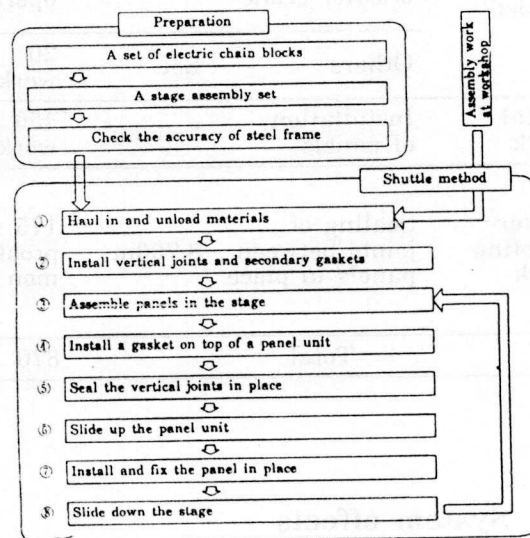 Preparation
A set of electric chain blocks
A stage assembly set
Check the accuracy of steel frame
Assembly work
at workshop
Shuttle method
① Haul in and unload materials
② Install vertical joints and secondary gaskets
③ Assemble panels in the stage
④ Install a gasket on top of a panel unit
⑤ Seal the vertical joints in place
⑥ Slide up the panel unit
⑦ Install and fix the panel in place
⑧ Slide down the stage